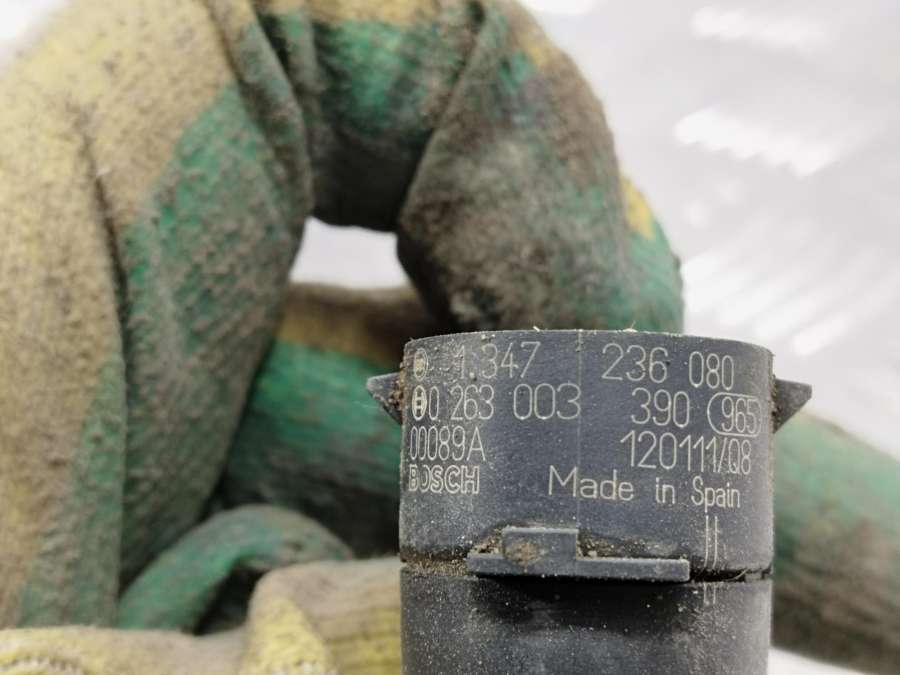 1.347 236 080
0 263 003 390 965
00089A 120111/Q8
BOSCH Made in Spain